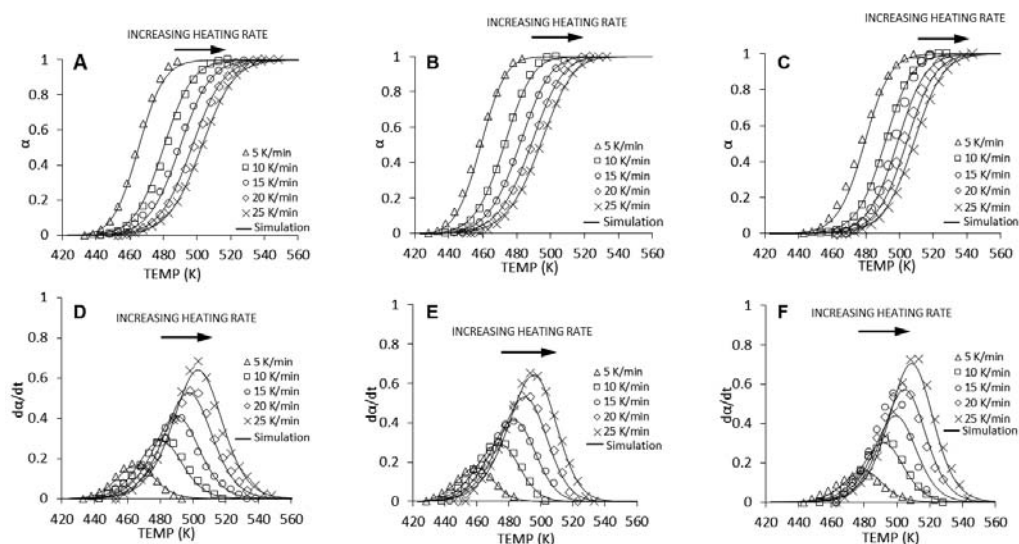 INCREASING HEATING RATE
A
1
0.8
0.6
0.4
0.2
0
α
△ 5 K/min
□ 10 K/min
○ 15 K/min
◇ 20 K/min
× 25 K/min
— Simulation
420 440 460 480 500 520 540 560
TEMP (K)
INCREASING HEATING RATE
B
1
0.8
0.6
0.4
0.2
0
α
△ 5 K/min
□ 10 K/min
○ 15 K/min
◇ 20 K/min
× 25 K/min
— Simulation
420 440 460 480 500 520 540 560
TEMP (K)
INCREASING HEATING RATE
C
1
0.8
0.6
0.4
0.2
0
α
△ 5 K/min
□ 10 K/min
○ 15 K/min
◇ 20 K/min
× 25 K/min
— Simulation
420 440 460 480 500 520 540 560
TEMP (K)
D
INCREASING HEATING RATE
1
0.8
0.6
0.4
0.2
0
dα/dt
△ 5 K/min
□ 10 K/min
○ 15 K/min
◇ 20 K/min
× 25 K/min
— Simulation
420 440 460 480 500 520 540 560
TEMP (K)
E
INCREASING HEATING RATE
1
0.8
0.6
0.4
0.2
0
dα/dt
△ 5 K/min
□ 10 K/min
○ 15 K/min
◇ 20 K/min
× 25 K/min
— Simulation
420 440 460 480 500 520 540 560
TEMP (K)
F
INCREASING HEATING RATE
1
0.8
0.6
0.4
0.2
0
dα/dt
△ 5 K/min
□ 10 K/min
○ 15 K/min
◇ 20 K/min
× 25 K/min
— Simulation
420 440 460 480 500 520 540 560
TEMP (K)